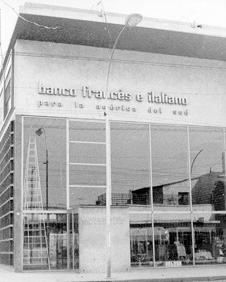 banco francés e italiano
para la américa del sud